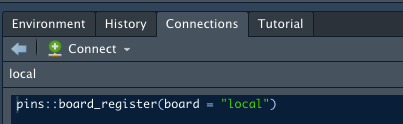 Environment History Connections Tutorial
Connect
local
pins::board_register(board = "local")